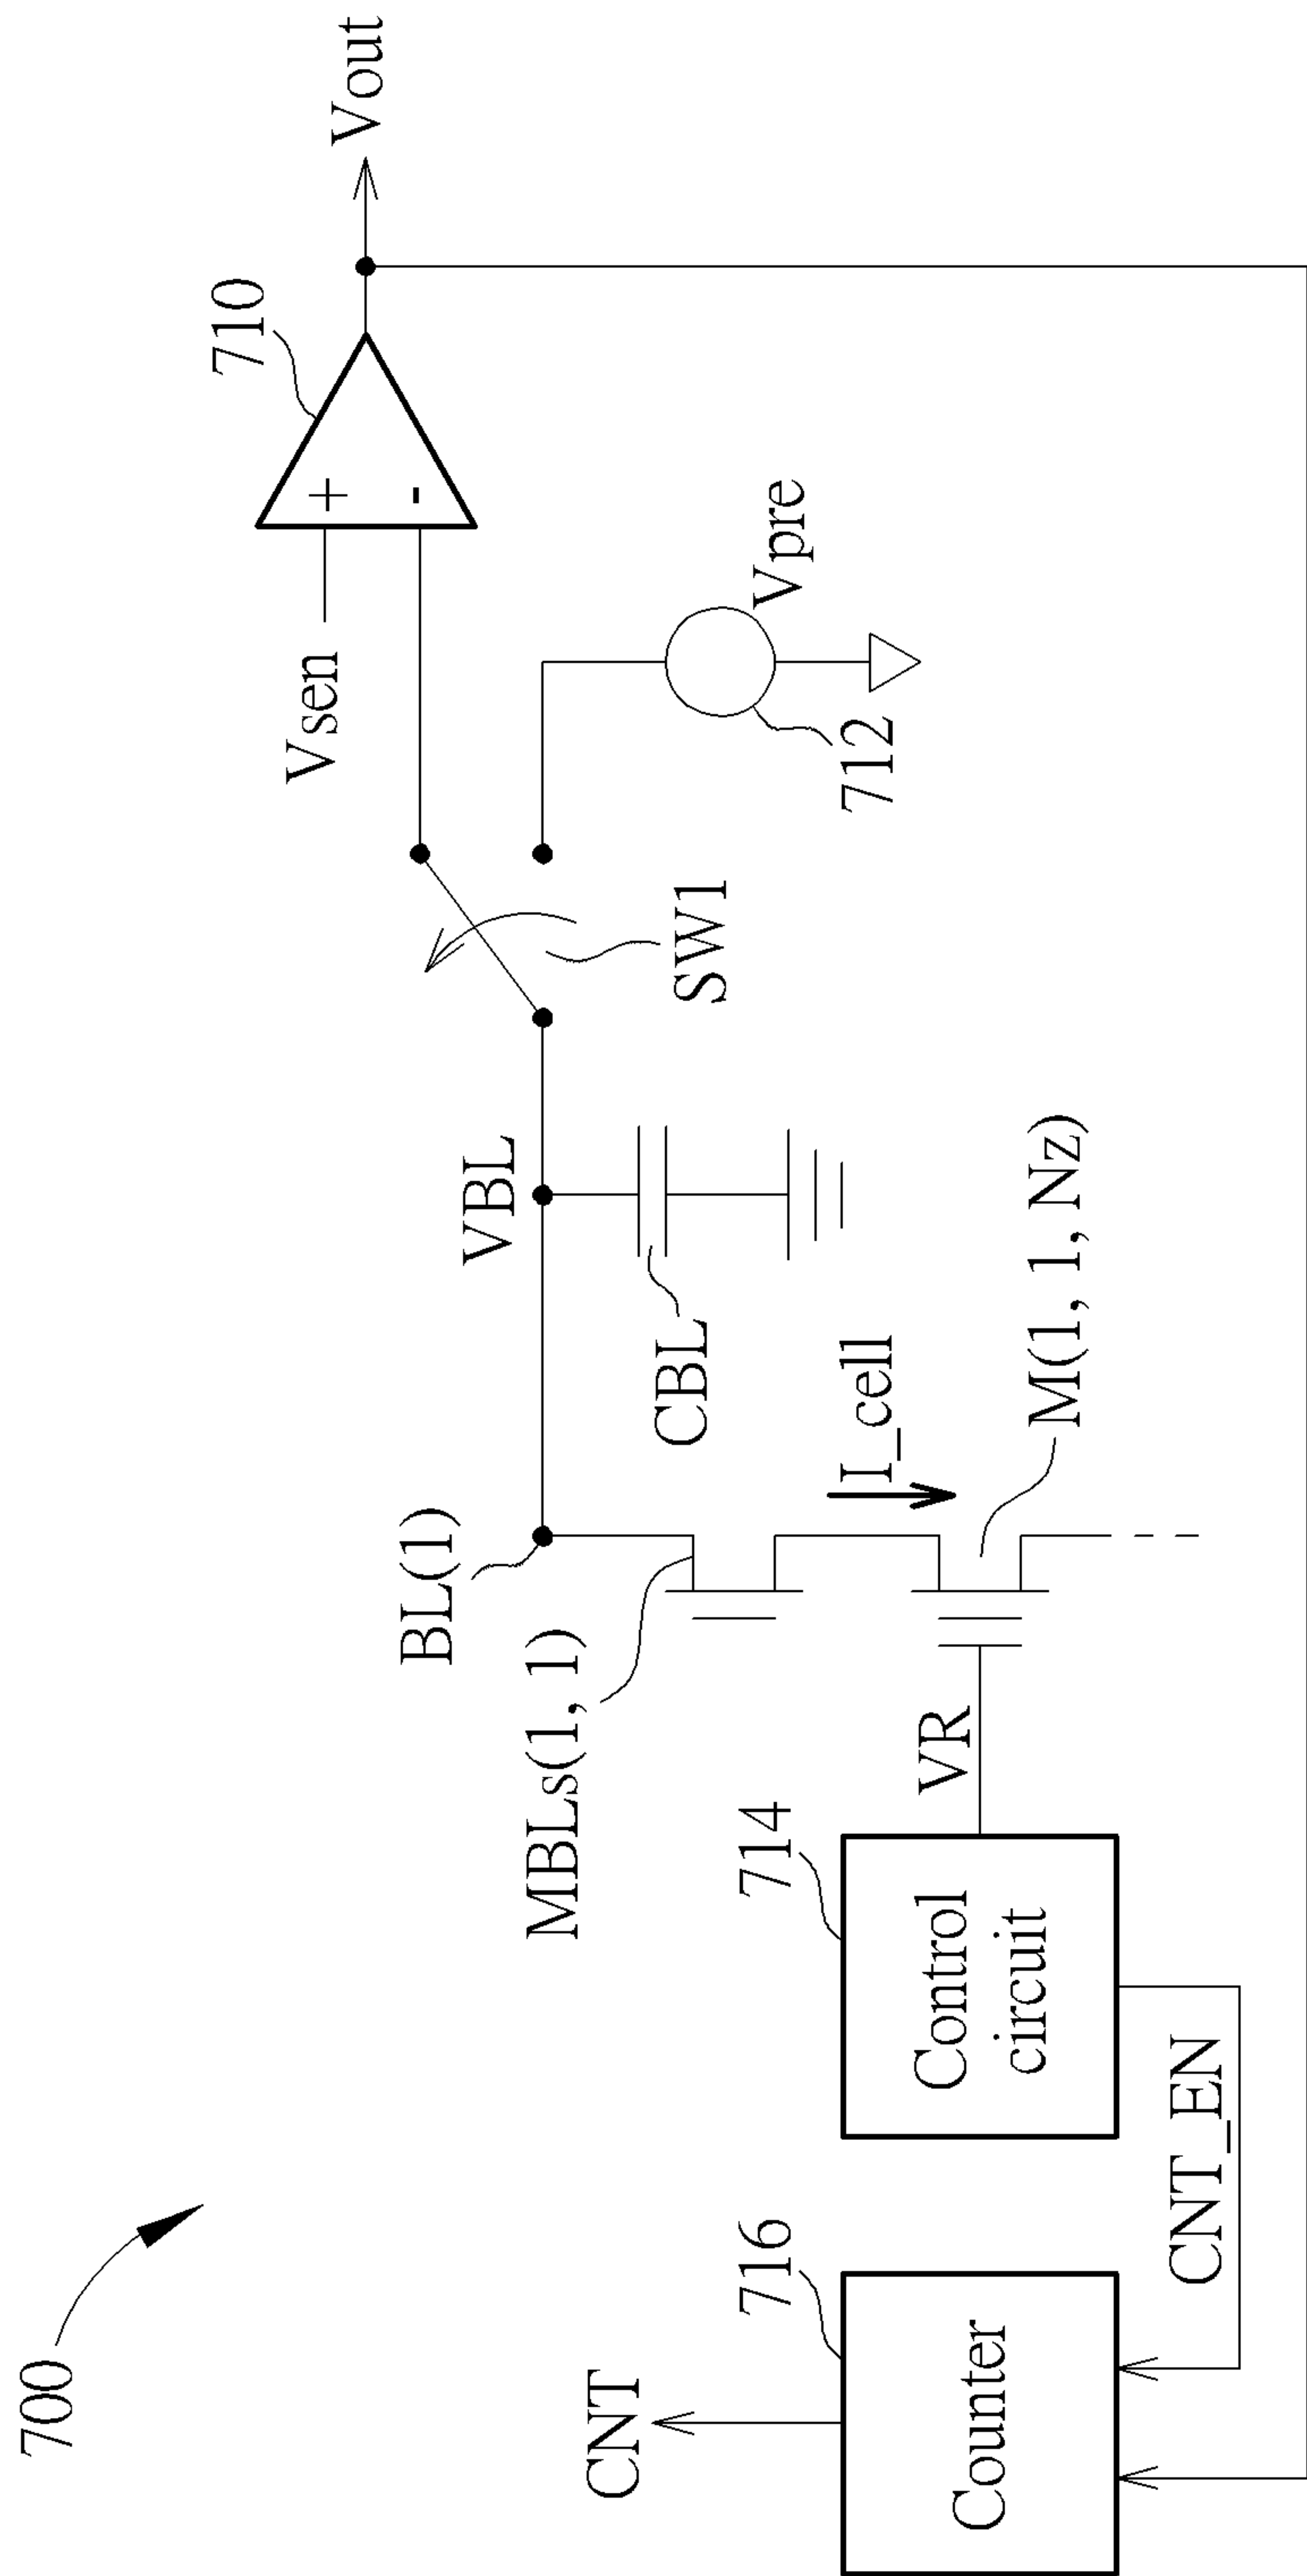 700
710
Vout
Vsen
+
-
Vpre
712
SW1
VBL
CBL
BL(1)
MBLs(1, 1)
I_cell
M(1, 1, Nz)
VR
714
Control
circuit
716
Counter
CNT
CNT_EN